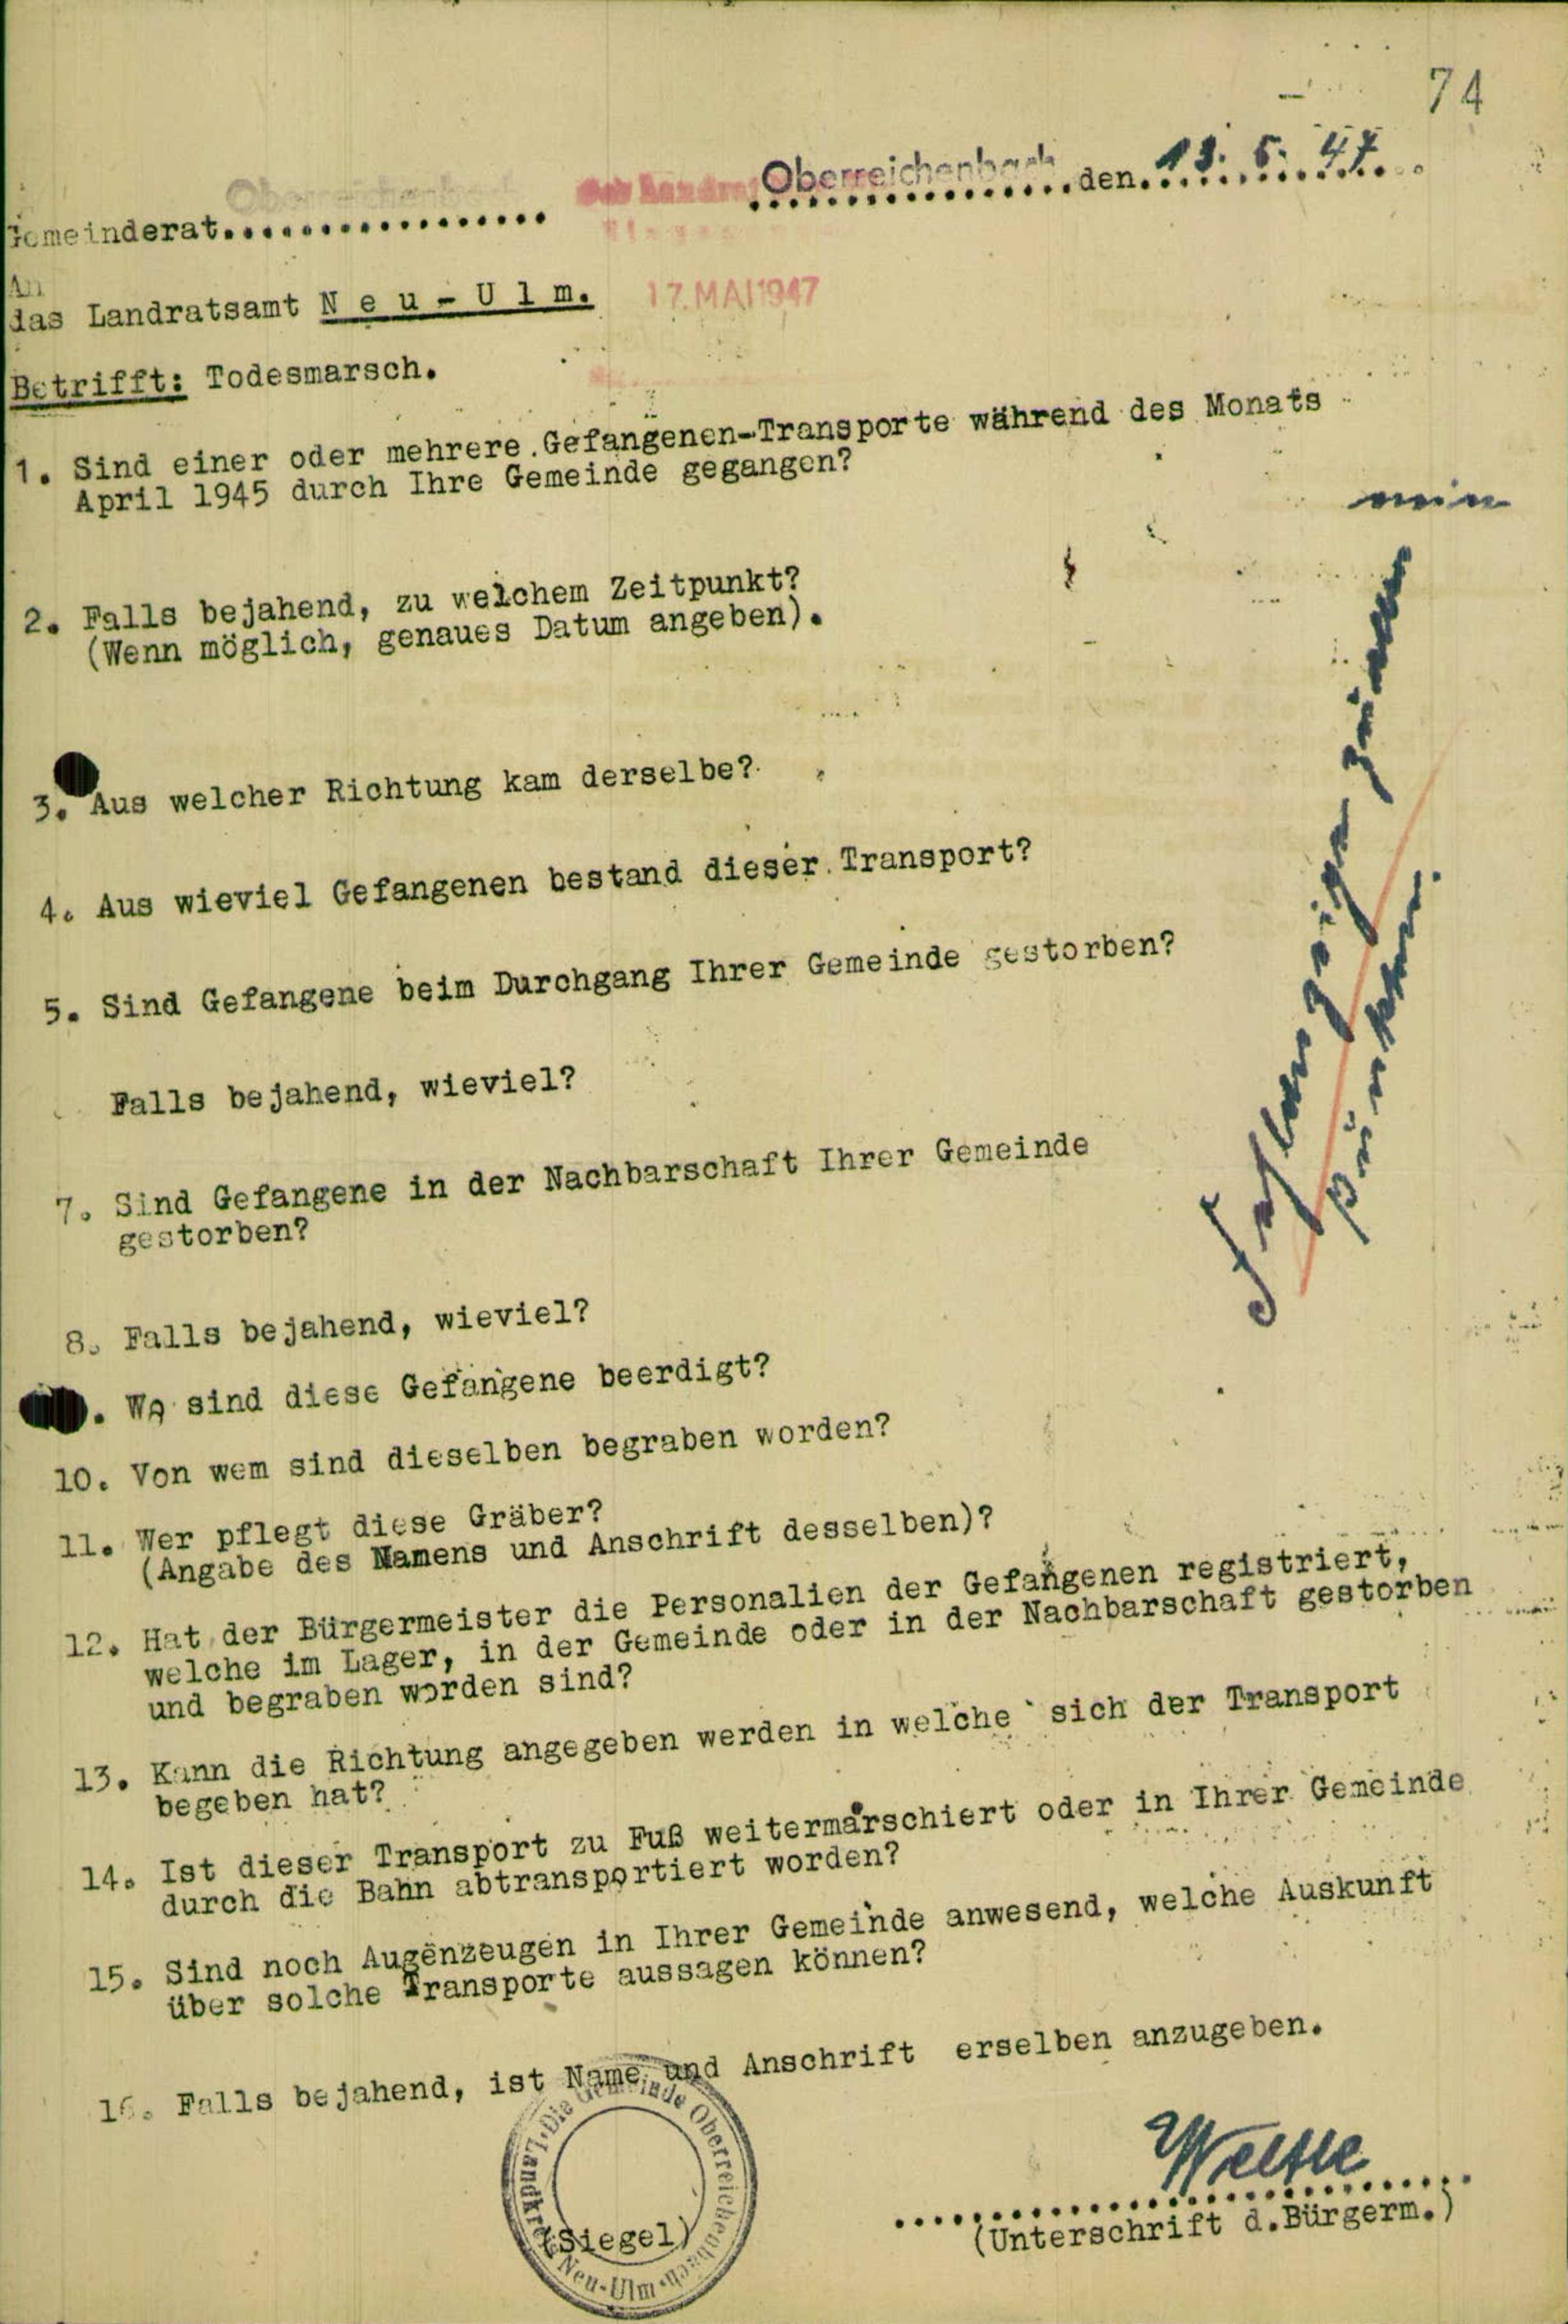 74
Oberreichenbach den 13. 5. 47.
Gemeinderat
17. MAI 1947
An
das Landratsamt Neu-Ulm.
Betrifft: Todesmarsch.
1. Sind einer oder mehrere Gefangenen-Transporte während des Monats
April 1945 durch Ihre Gemeinde gegangen?
nein
2. Falls bejahend, zu welchem Zeitpunkt?
(Wenn möglich, genaues Datum angeben).
3. Aus welcher Richtung kam derselbe?
4. Aus wieviel Gefangenen bestand dieser Transport?
5. Sind Gefangene beim Durchgang Ihrer Gemeinde gestorben?
Falls bejahend, wieviel?
7. Sind Gefangene in der Nachbarschaft Ihrer Gemeinde
gestorben?
8. Falls bejahend, wieviel?
. Wo sind diese Gefangene beerdigt?
10. Von wem sind dieselben begraben worden?
11. Wer pflegt diese Gräber?
(Angabe des Namens und Anschrift desselben)?
12. Hat der Bürgermeister die Personalien der Gefangenen registriert,
welche im Lager, in der Gemeinde oder in der Nachbarschaft gestorben
und begraben worden sind?
13. Kann die Richtung angegeben werden in welche sich der Transport
begeben hat?
14. Ist dieser Transport zu Fuß weitermarschiert oder in Ihrer Gemeinde
durch die Bahn abtransportiert worden?
15. Sind noch Augenzeugen in Ihrer Gemeinde anwesend, welche Auskunft
über solche Transporte aussagen können?
16. Falls bejahend, ist Name und Anschrift erselben anzugeben.
Die Gemeinde Oberreichenbach Landkreis Neu-Ulm
(Siegel)
(Unterschrift d. Bürgerm.)